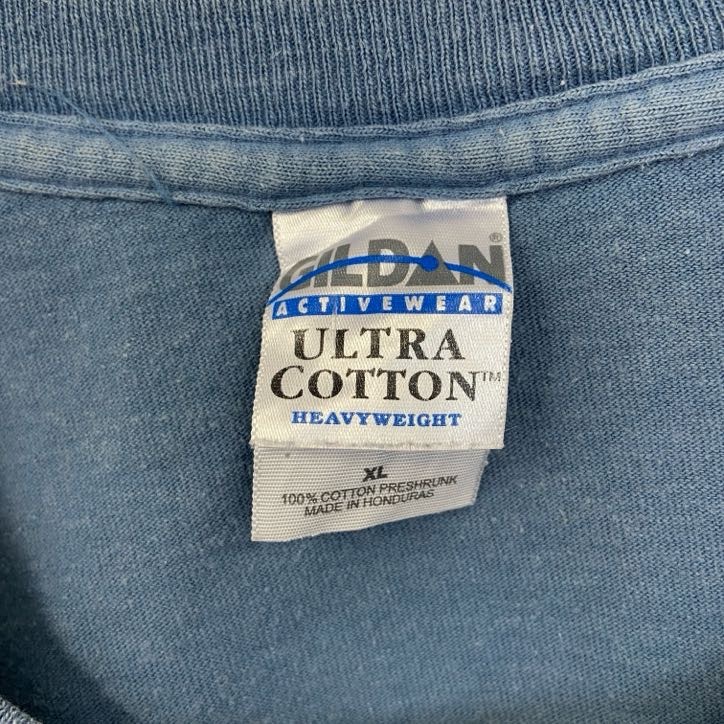 GILDAN®
ACTIVEWEAR
ULTRA
COTTON™
HEAVYWEIGHT
XL
100% COTTON PRESHRUNK
MADE IN HONDURAS